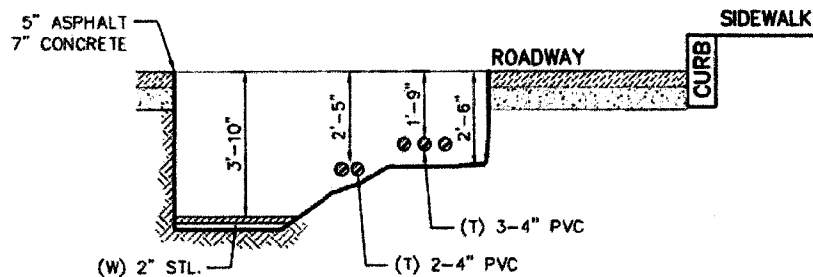 5" ASPHALT
7" CONCRETE
SIDEWALK
ROADWAY
CURB
3'-10"
2'-5"
1'-9"
2'-6"
(T) 3-4" PVC
(W) 2" STL.
(T) 2-4" PVC